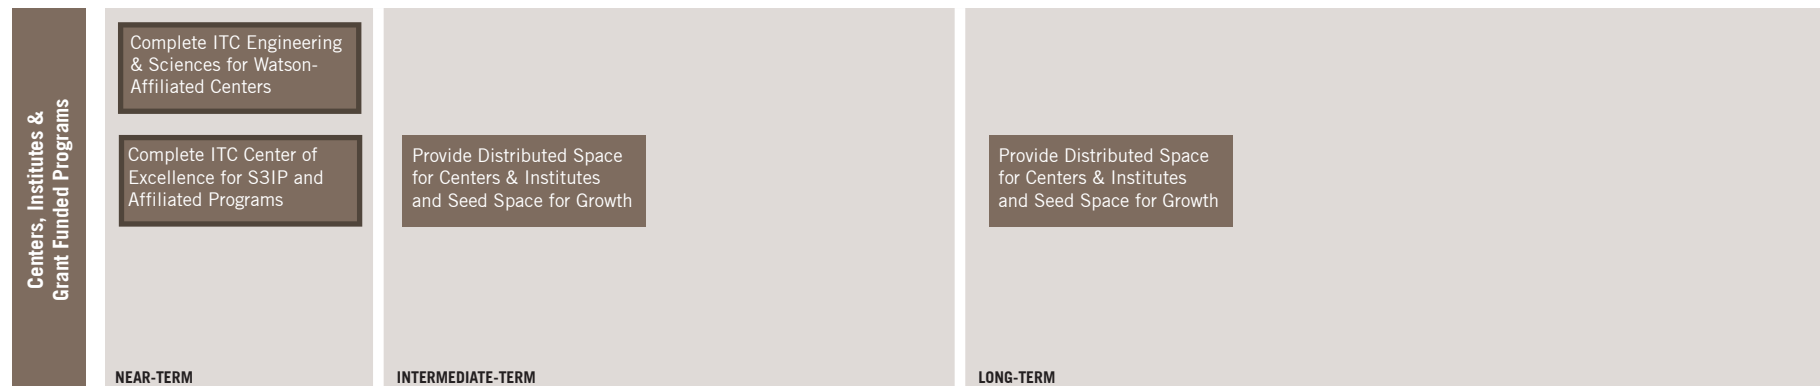 Centers, Institutes &
Grant Funded Programs
Complete ITC Engineering
& Sciences for Watson-
Affiliated Centers
Complete ITC Center of
Excellence for S3IP and
Affiliated Programs
NEAR-TERM
Provide Distributed Space
for Centers & Institutes
and Seed Space for Growth
INTERMEDIATE-TERM
Provide Distributed Space
for Centers & Institutes
and Seed Space for Growth
LONG-TERM